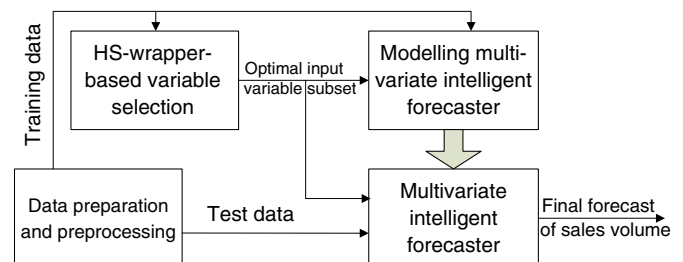 Training data
HS-wrapper-
based variable
selection
Optimal input
variable subset
Modelling multi-
variate intelligent
forecaster
Data preparation
and preprocessing
Test data
Multivariate
intelligent
forecaster
Final forecast
of sales volume